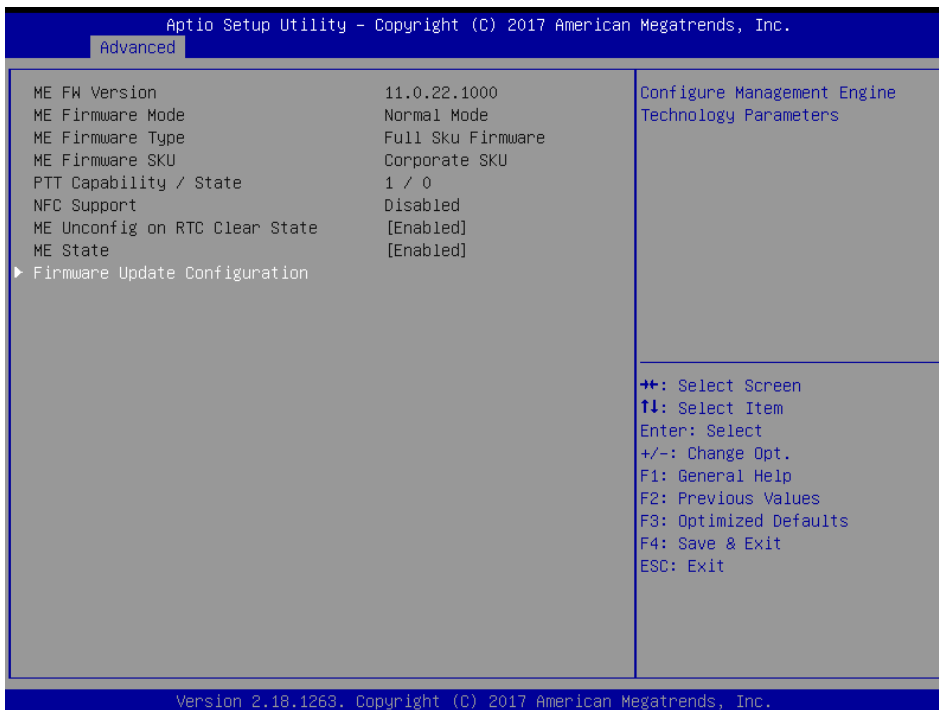 Aptio Setup Utility – Copyright (C) 2017 American Megatrends, Inc.
Advanced
ME FW Version 11.0.22.1000
ME Firmware Mode Normal Mode
ME Firmware Type Full Sku Firmware
ME Firmware SKU Corporate SKU
PTT Capability / State 1 / 0
NFC Support Disabled
ME Unconfig on RTC Clear State [Enabled]
ME State [Enabled]
Firmware Update Configuration
Configure Management Engine
Technology Parameters
→←: Select Screen
↑↓: Select Item
Enter: Select
+/-: Change Opt.
F1: General Help
F2: Previous Values
F3: Optimized Defaults
F4: Save & Exit
ESC: Exit
Version 2.18.1263. Copyright (C) 2017 American Megatrends, Inc.